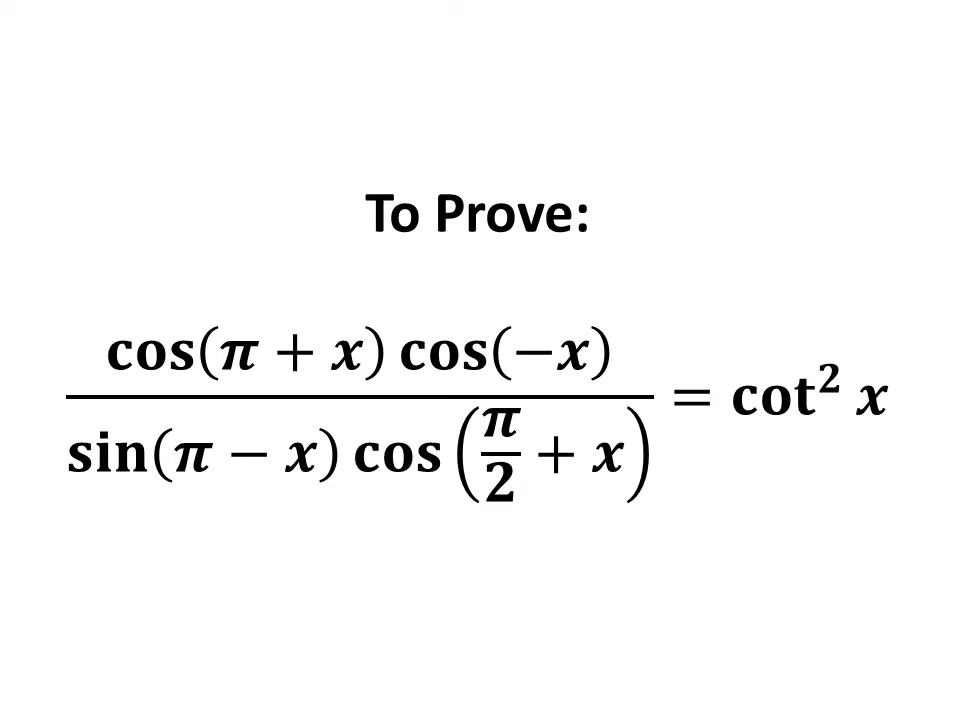 To Prove:
cos(π + x) cos(−x)
sin(π − x) cos(π/2 + x)
= cot² x